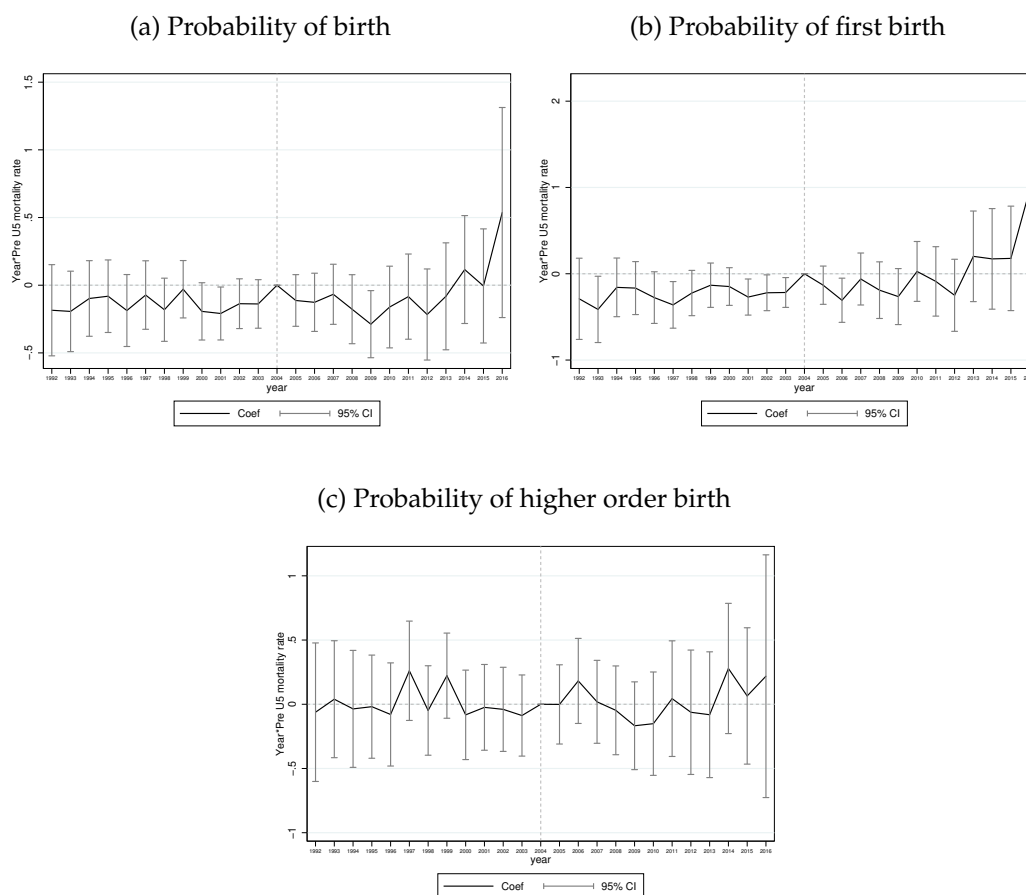 (a) Probability of birth
(b) Probability of first birth
Year*Pre U5 mortality rate
1.5
1
.5
0
-.5
1992 1993 1994 1995 1996 1997 1998 1999 2000 2001 2002 2003 2004 2005 2006 2007 2008 2009 2010 2011 2012 2013 2014 2015 2016
year
Coef 95% CI
Year*Pre U5 mortality rate
2
1
0
-1
1992 1993 1994 1995 1996 1997 1998 1999 2000 2001 2002 2003 2004 2005 2006 2007 2008 2009 2010 2011 2012 2013 2014 2015
year
Coef 95% CI
(c) Probability of higher order birth
Year*Pre U5 mortality rate
1
.5
0
-.5
-1
1992 1993 1994 1995 1996 1997 1998 1999 2000 2001 2002 2003 2004 2005 2006 2007 2008 2009 2010 2011 2012 2013 2014 2015 2016
year
Coef 95% CI